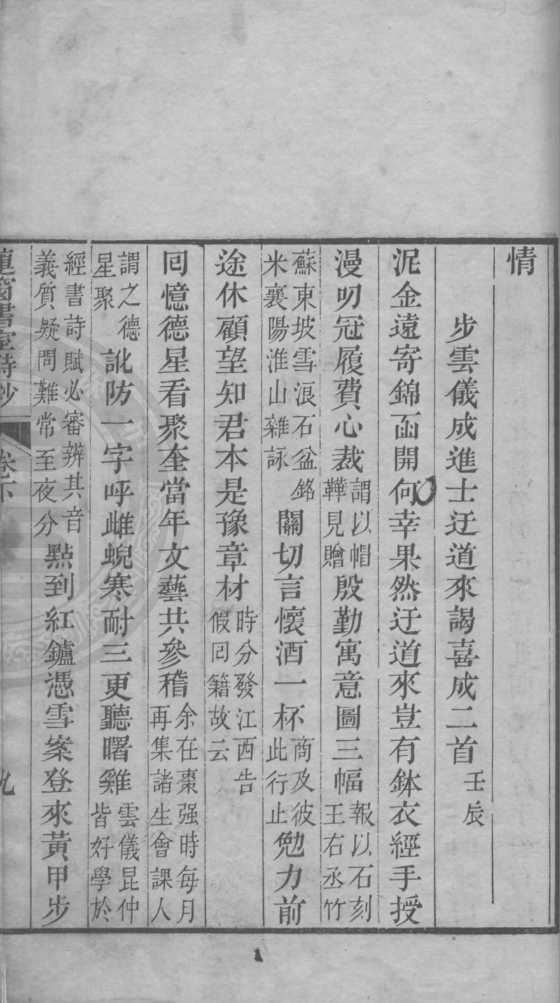 情
步雲儀成進士迂道來謁喜成二首壬辰
泥金遠寄錦函開何幸果然迂道來豈有鉢衣經手授
漫叨冠履費心裁謂以帽鞾見贈殷勤寓意圖三幅報以石刻王右丞竹
蘇東坡雪浪石盆銘米襄陽淮山雜詠關切言懷酒一杯商及彼此行止勉力前
途休顧望知君本是豫章材時分發江西告假回籍故云
回憶德星看聚奎當年文藝共參稽余在棗强時每月再集諸生會課人
謂之德星聚訛防一字呼雌蜺寒耐三更聽曙雞雲儀昆仲皆好學於
經書詩賦必審辨其音義質疑問難常至夜分點到紅鑪憑雪案登來黃甲步
蓮窗書室詩鈔 卷下 九